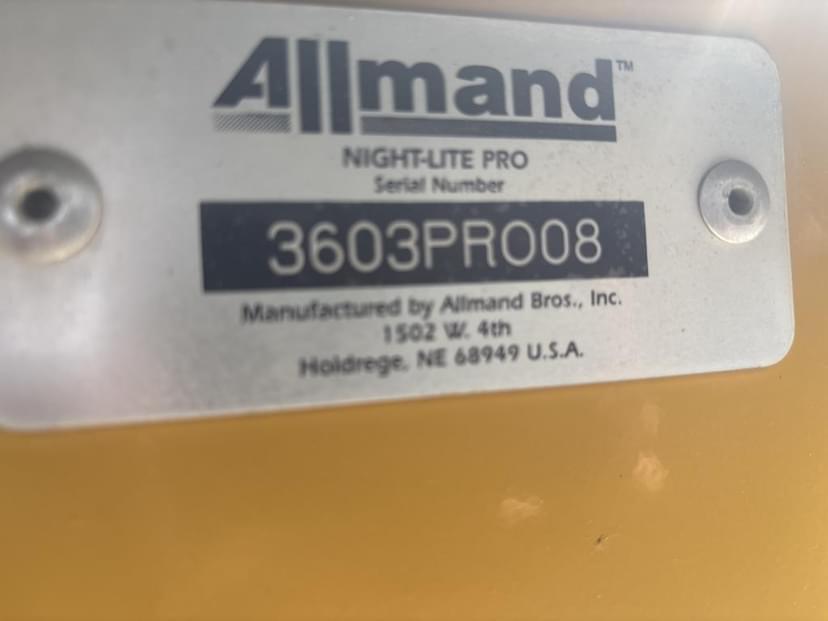 Allmand™
NIGHT-LITE PRO
Serial Number
3603PRO08
Manufactured by Allmand Bros., Inc.
1502 W. 4th
Holdrege, NE 68949 U.S.A.